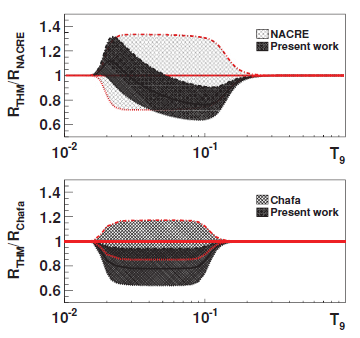 R_THM/R_NACRE
1.4
1.2
1
0.8
0.6
NACRE
Present work
10^-2
10^-1
T_9
R_THM/R_Chafa
1.4
1.2
1
0.8
0.6
Chafa
Present work
10^-2
10^-1
T_9